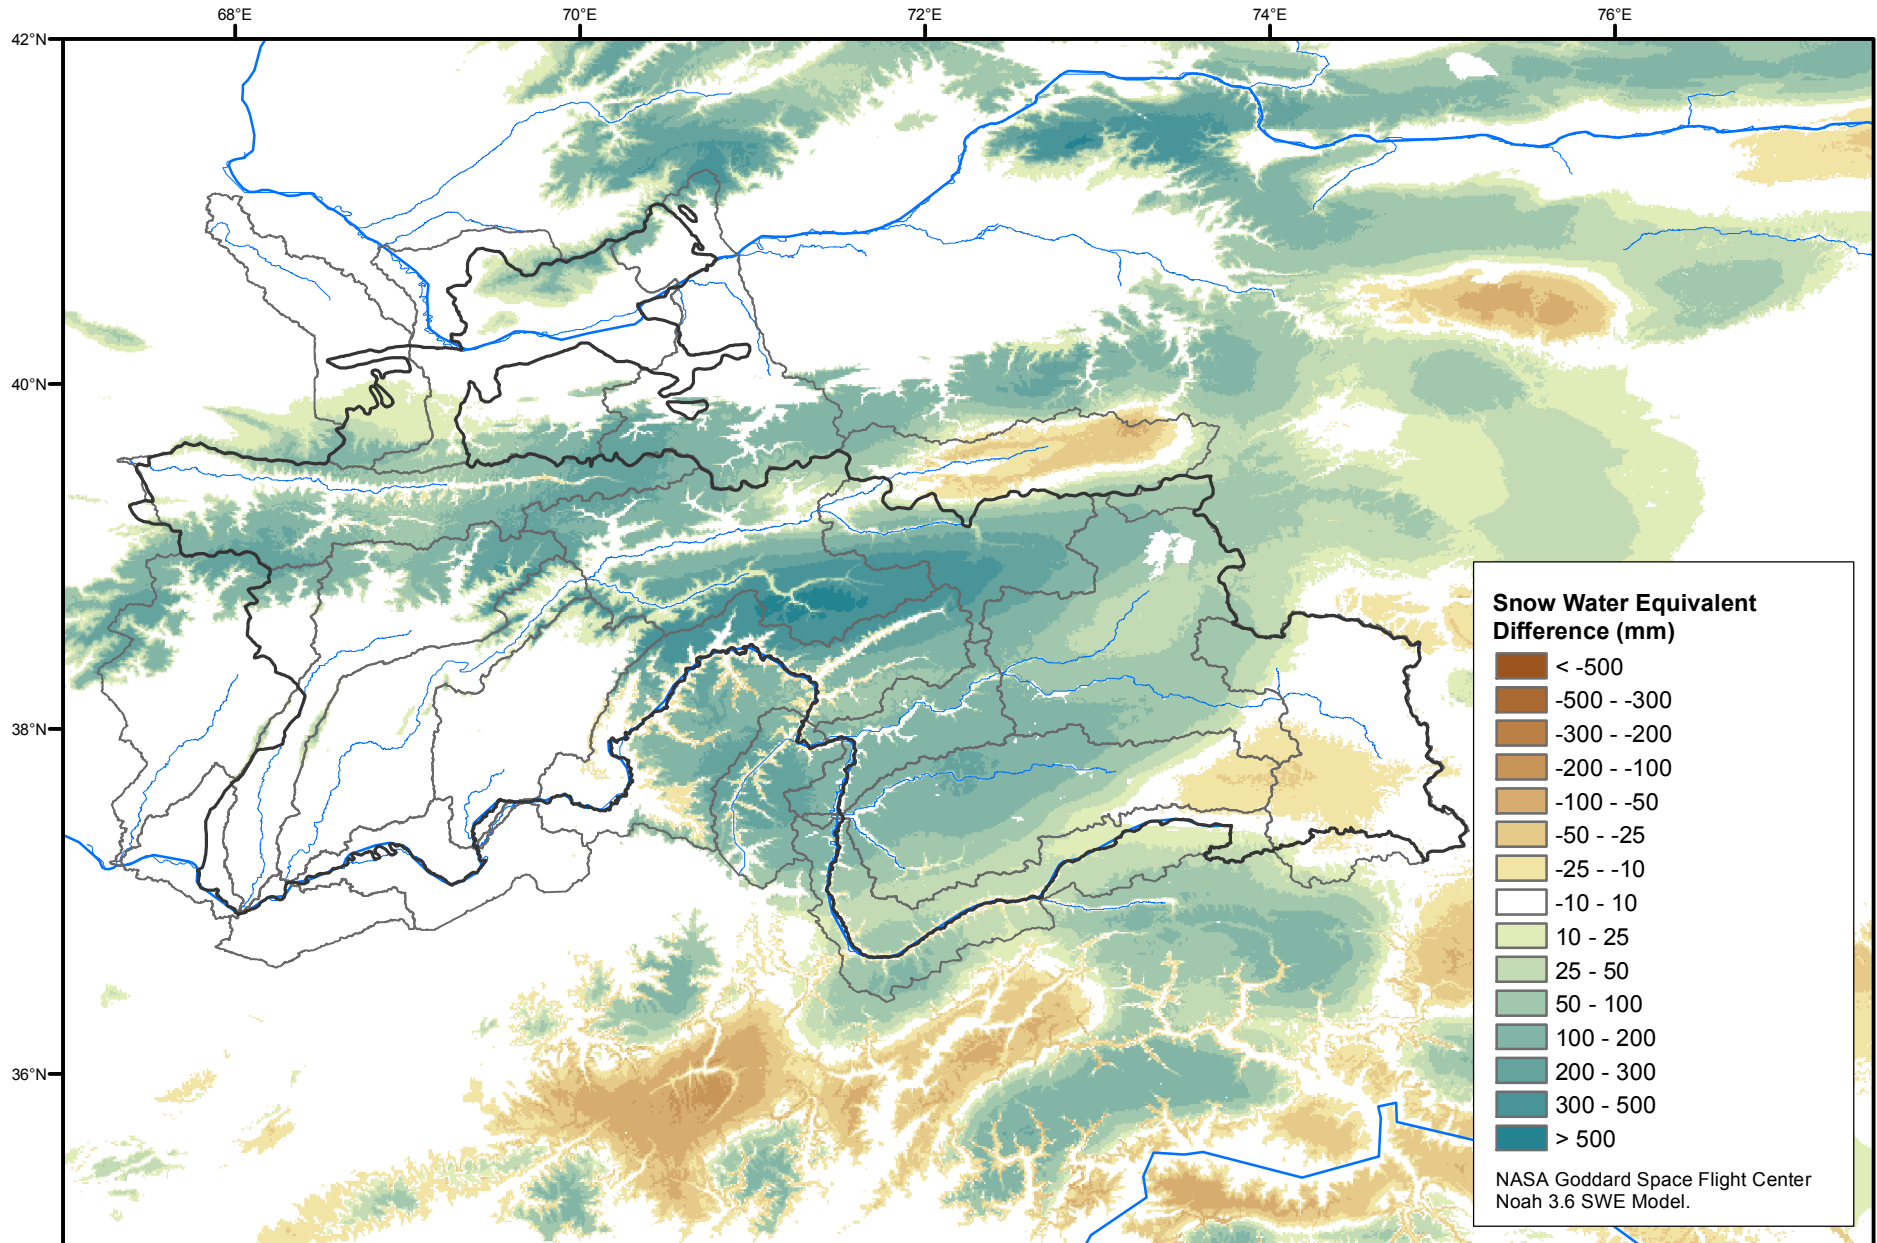 68°E 70°E 72°E 74°E 76°E
42°N
40°N
38°N
36°N
Snow Water Equivalent
Difference (mm)
< -500
-500 - -300
-300 - -200
-200 - -100
-100 - -50
-50 - -25
-25 - -10
-10 - 10
10 - 25
25 - 50
50 - 100
100 - 200
200 - 300
300 - 500
> 500
NASA Goddard Space Flight Center
Noah 3.6 SWE Model.